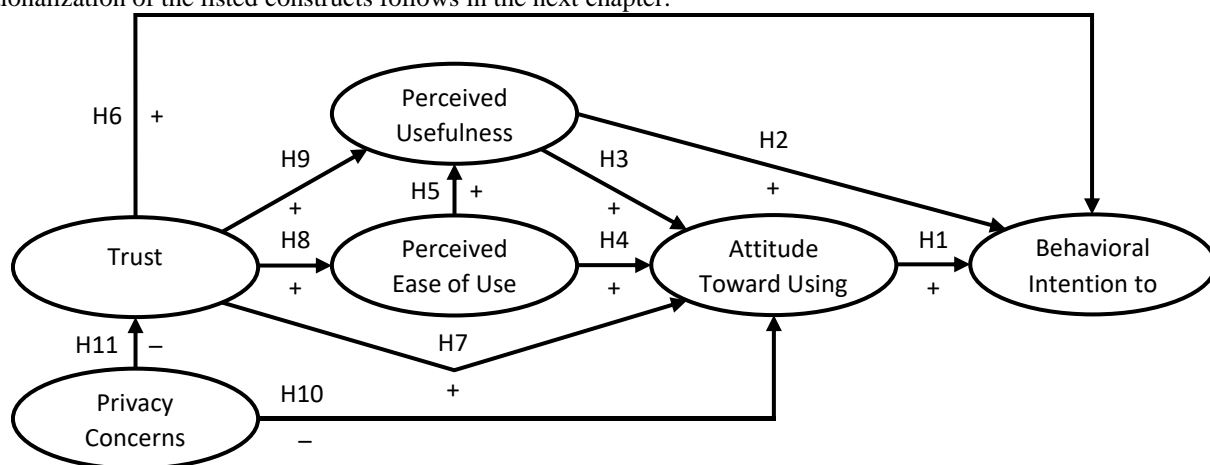 ionalization of the listed constructs follows in the next chapter.
H6 +
Perceived
Usefulness
H9
+
H5 +
H3
+
H2
+
Trust
H8
+
Perceived
Ease of Use
H4
+
Attitude
Toward Using
H1
+
Behavioral
Intention to
H11 –
H7
+
Privacy
Concerns
H10
–